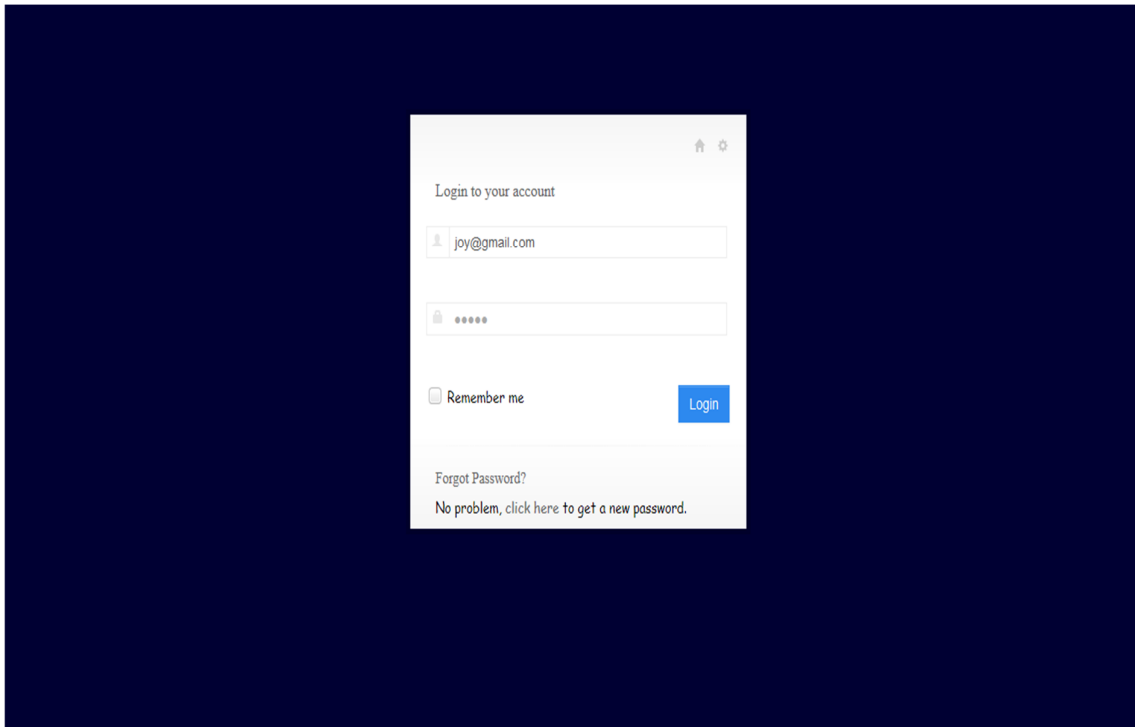 Login to your account
joy@gmail.com
•••••
Remember me
Login
Forgot Password?
No problem, click here to get a new password.